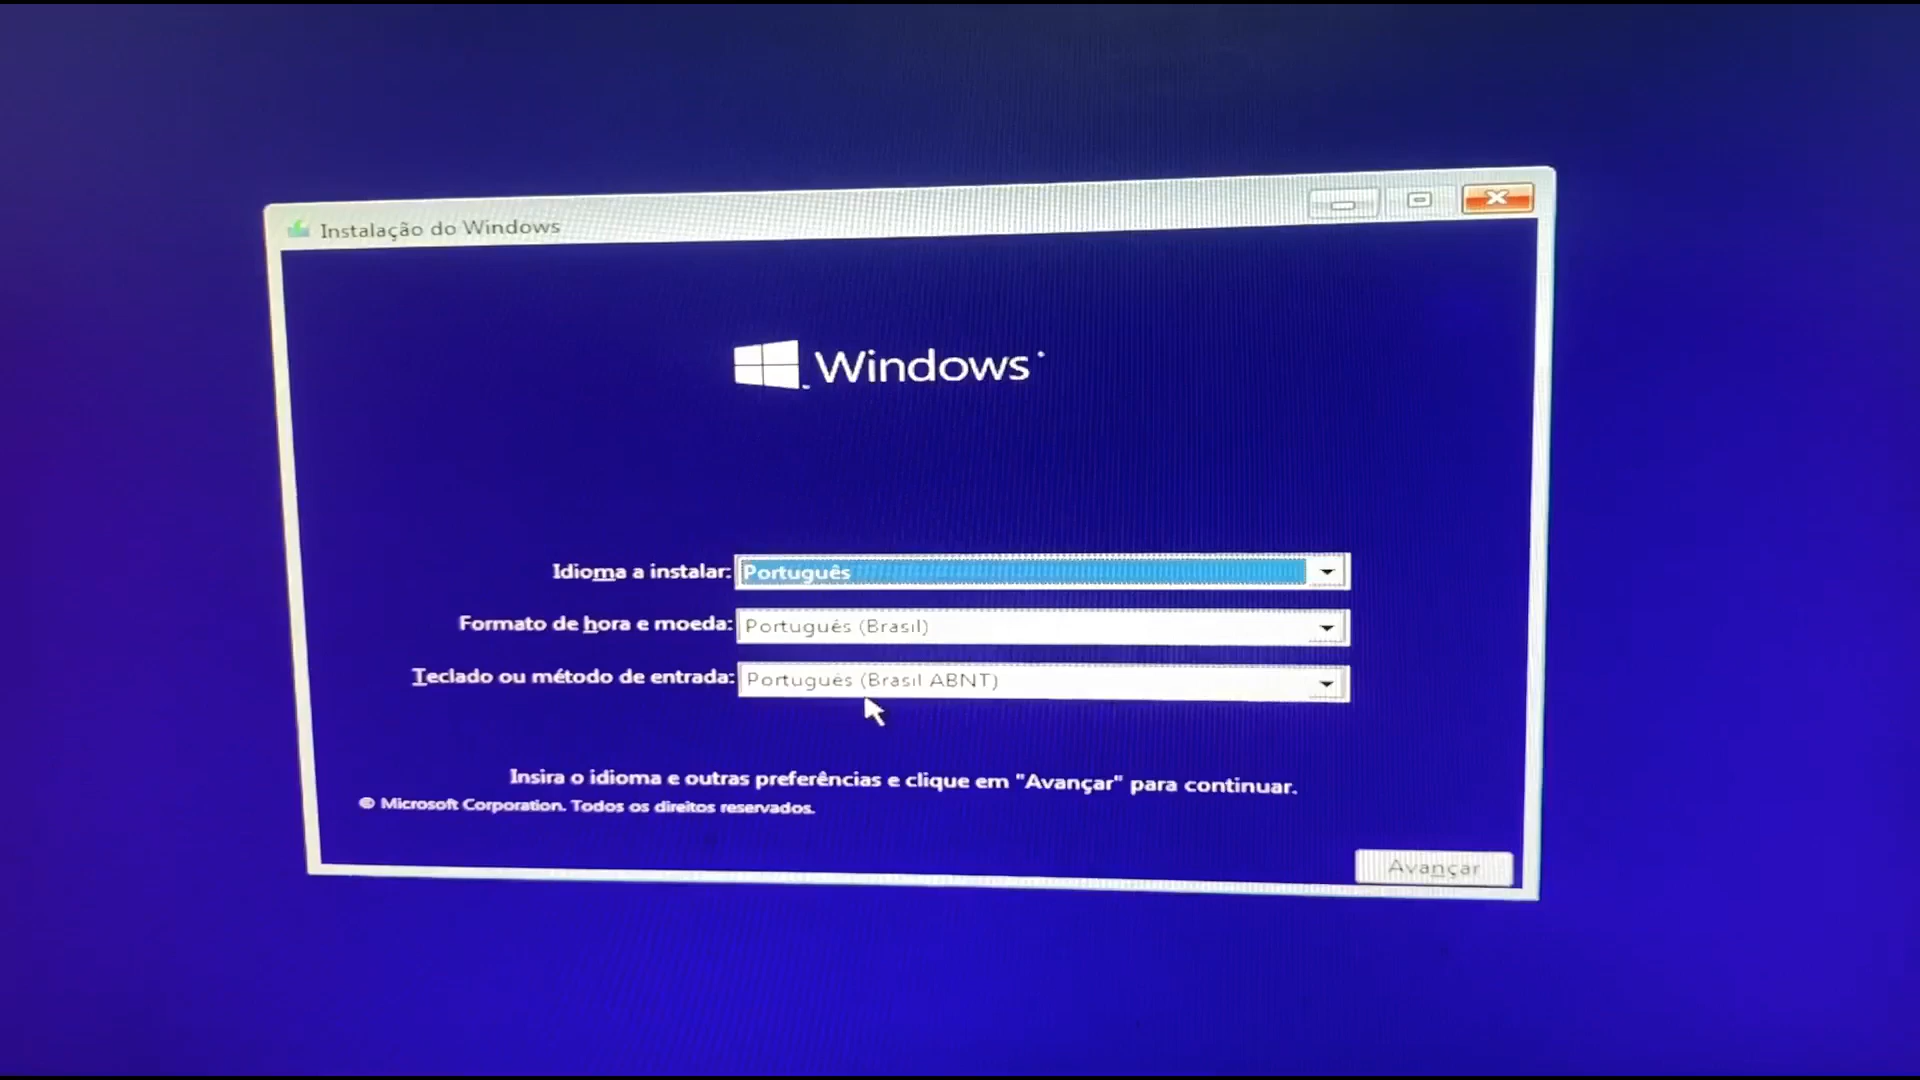 Instalação do Windows
Windows
Idioma a instalar: Português
Formato de hora e moeda: Português (Brasil)
Teclado ou método de entrada: Português (Brasil ABNT)
Insira o idioma e outras preferências e clique em "Avançar" para continuar.
© Microsoft Corporation. Todos os direitos reservados.
Avançar